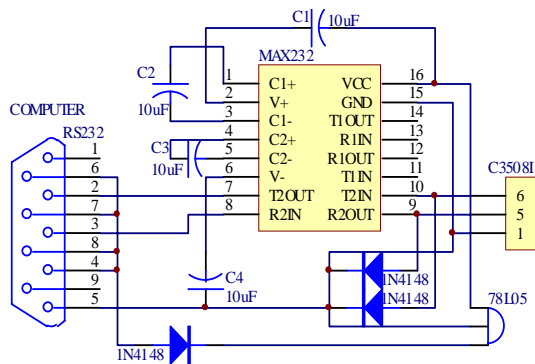 C1
10uF
MAX232
C2
10uF
1 C1+ VCC 16
2 V+ GND 15
3 C1- T1OUT 14
4 C2+ R1IN 13
5 C2- R1OUT 12
6 V- T1IN 11
7 T2OUT T2IN 10
8 R2IN R2OUT 9
COMPUTER
RS232
C3
10uF
1
6
2
7
3
8
4
9
5
C3508I
6
5
1
C4
10uF
1N4148
1N4148
78L05
1N4148